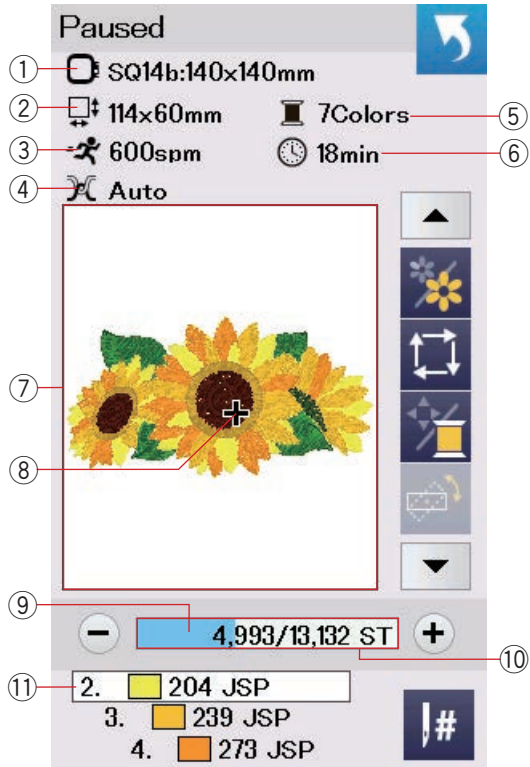 Paused
① SQ14b:140x140mm
② 114x60mm 7Colors ⑤
③ 600spm 18min ⑥
④ Auto
⑦
⑧
⑨
− 4,993/13,132 ST +
⑩
⑪ 2. 204 JSP
3. 239 JSP
4. 273 JSP
#